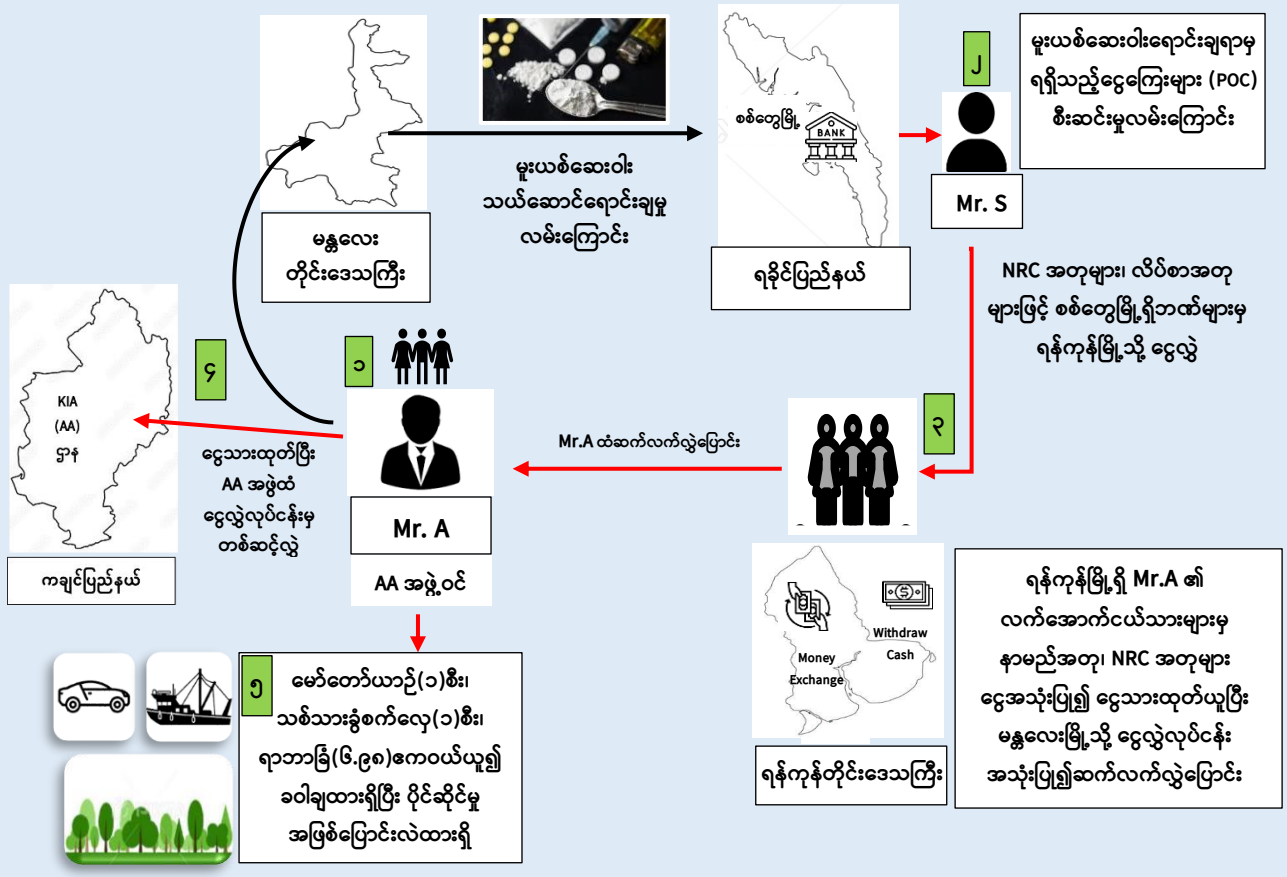 စစ်တွေမြို့
BANK
၂
Mr. S
မူးယစ်ဆေးဝါးရောင်းချရာမှ
ရရှိသည့်ငွေကြေးများ (POC)
စီးဆင်းမှုလမ်းကြောင်း
မူးယစ်ဆေးဝါး
သယ်ဆောင်ရောင်းချမှု
လမ်းကြောင်း
မန္တလေး
တိုင်းဒေသကြီး
ရခိုင်ပြည်နယ်
NRC အတုများ၊ လိပ်စာအတု
များဖြင့် စစ်တွေမြို့ရှိဘဏ်များမှ
ရန်ကုန်မြို့သို့ ငွေလွှဲ
၄
၁
KIA
(AA)
ဌာန
ငွေသားထုတ်ပြီး
AA အဖွဲ့ထံ
ငွေလွှဲလုပ်ငန်းမှ
တစ်ဆင့်လွှဲ
ကချင်ပြည်နယ်
Mr. A
AA အဖွဲ့ဝင်
Mr.A ထံဆက်လက်လွှဲပြောင်း
၃
Money
Exchange
Withdraw
Cash
ရန်ကုန်တိုင်းဒေသကြီး
ရန်ကုန်မြို့ရှိ Mr.A ၏
လက်အောက်ငယ်သားများမှ
နာမည်အတု၊ NRC အတုများ
ငွေအသုံးပြု၍ ငွေသားထုတ်ယူပြီး
မန္တလေးမြို့သို့ ငွေလွှဲလုပ်ငန်း
အသုံးပြု၍ဆက်လက်လွှဲပြောင်း
၅
မော်တော်ယာဉ်(၁)စီး၊
သစ်သားခွံစက်လှေ(၁)စီး၊
ရာဘာခြံ(၆.၉၈)ဧကဝယ်ယူ၍
ခဝါချထားရှိပြီး ပိုင်ဆိုင်မှု
အဖြစ်ပြောင်းလဲထားရှိ